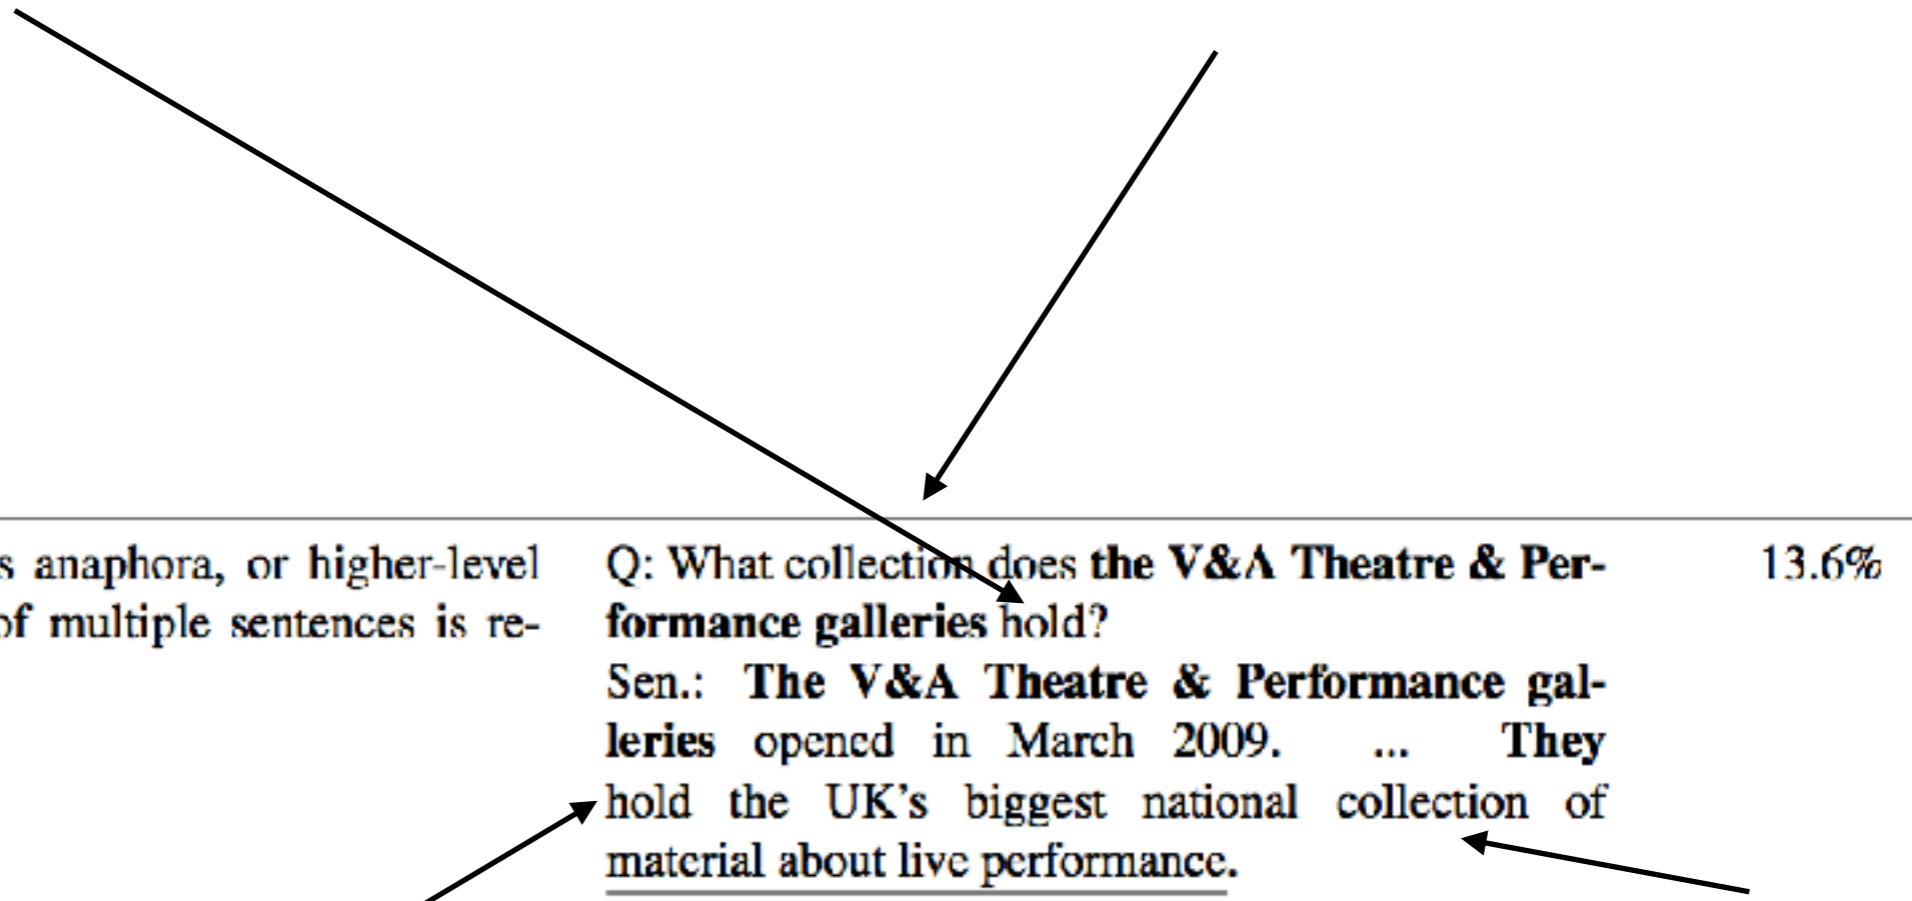 s anaphora, or higher-level
of multiple sentences is re-
Q: What collection does the V&A Theatre & Per-
formance galleries hold?
Sen.: The V&A Theatre & Performance gal-
leries opened in March 2009. ... They
hold the UK's biggest national collection of
material about live performance.
13.6%